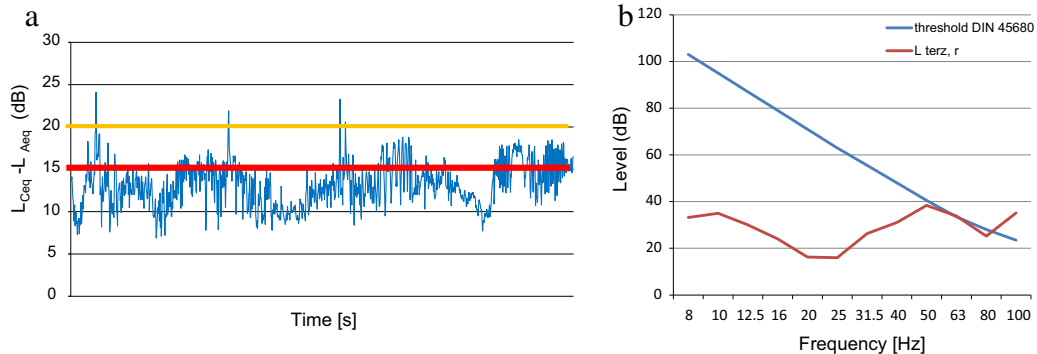 a
L Ceq -L Aeq (dB)
30
25
20
15
10
5
0
Time [s]
b
Level (dB)
120
100
80
60
40
20
0
threshold DIN 45680
L terz, r
8 10 12.5 16 20 25 31.5 40 50 63 80 100
Frequency [Hz]